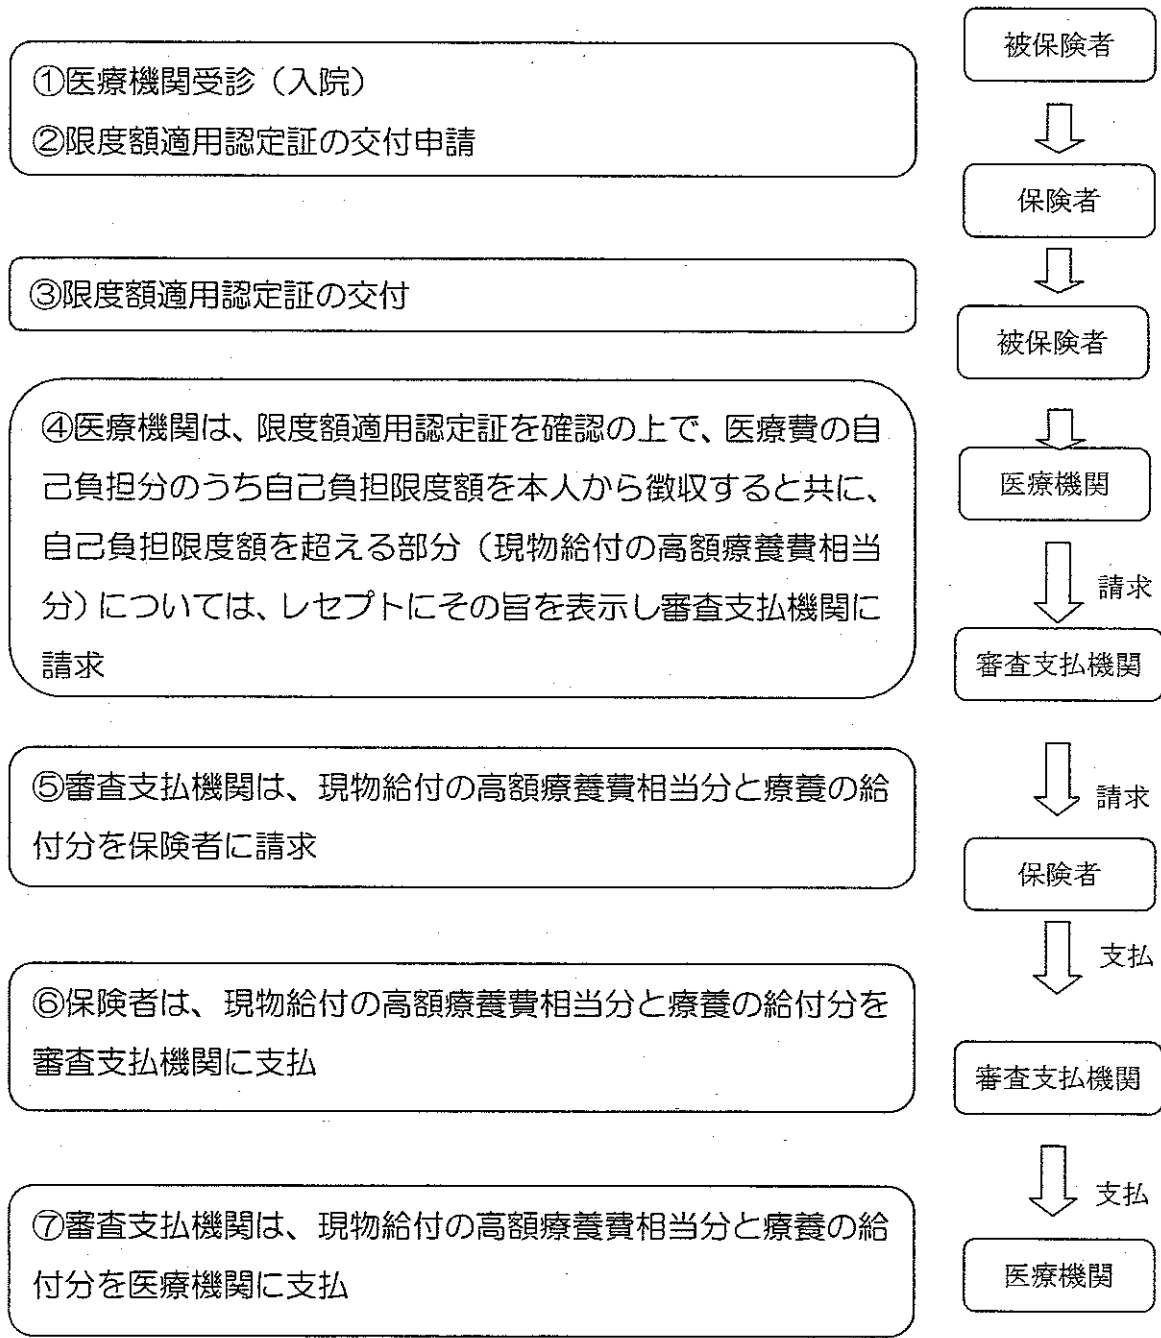 ①医療機関受診（入院）
②限度額適用認定証の交付申請
③限度額適用認定証の交付
④医療機関は、限度額適用認定証を確認の上で、医療費の自
己負担分のうち自己負担限度額を本人から徴収すると共に、
自己負担限度額を超える部分（現物給付の高額療養費相当
分）については、レセプトにその旨を表示し審査支払機関に
請求
⑤審査支払機関は、現物給付の高額療養費相当分と療養の給
付分を保険者に請求
⑥保険者は、現物給付の高額療養費相当分と療養の給付分を
審査支払機関に支払
⑦審査支払機関は、現物給付の高額療養費相当分と療養の給
付分を医療機関に支払
被保険者
保険者
被保険者
医療機関
請求
審査支払機関
請求
保険者
支払
審査支払機関
支払
医療機関